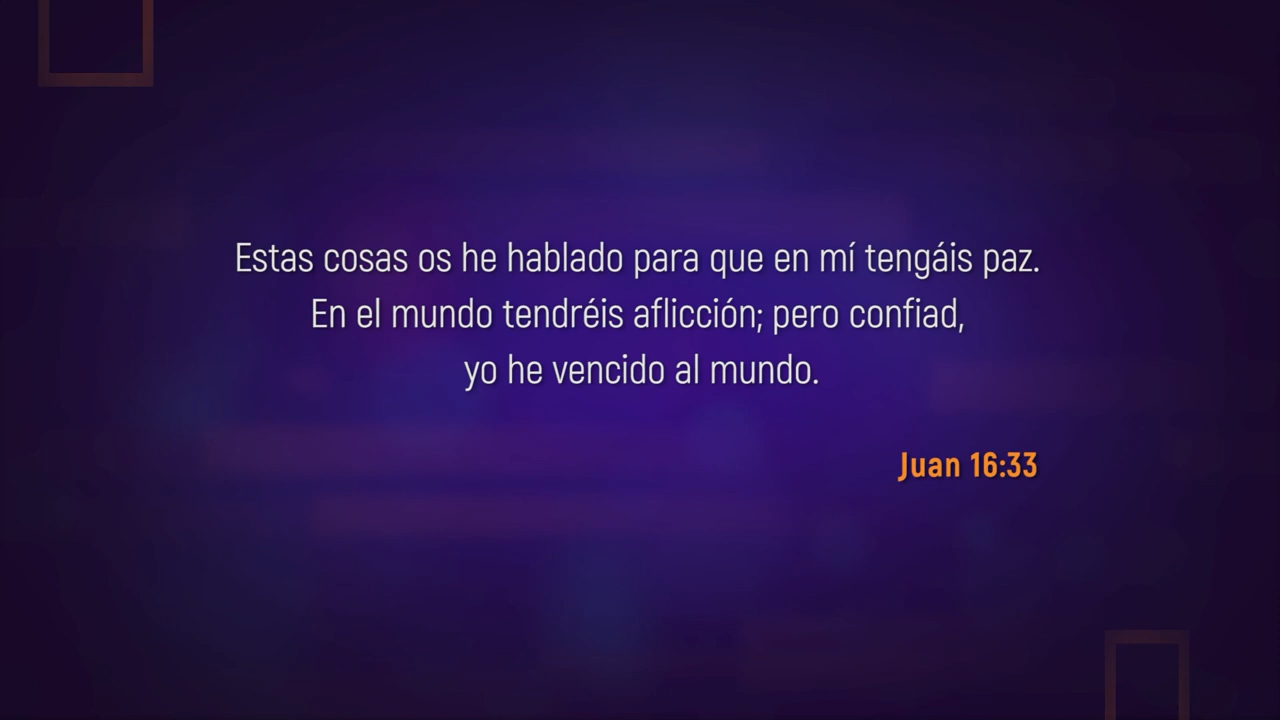 Estas cosas os he hablado para que en mí tengáis paz.
En el mundo tendréis aflicción; pero confiad,
yo he vencido al mundo.
Juan 16:33